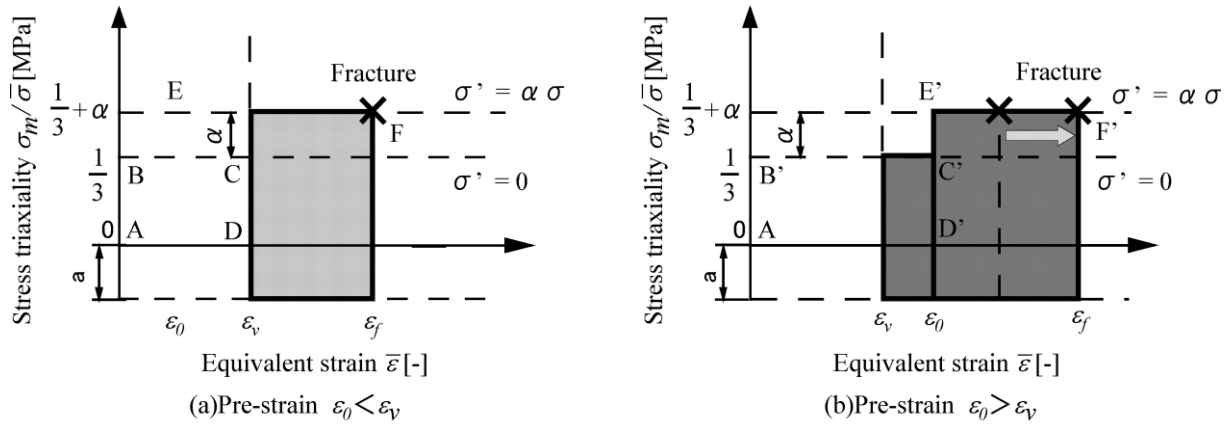 Stress triaxiality σm/σ̄ [MPa]
Fracture
1/3 + α
E
σ' = α σ
F
α
1/3
B
C
σ' = 0
0
A
D
a
ε0
εv
εf
Equivalent strain ε̄ [-]
(a)Pre-strain ε0<εv
Stress triaxiality σm/σ̄ [MPa]
Fracture
1/3 + α
E'
σ' = α σ
F'
α
1/3
B'
C'
σ' = 0
0
A
D'
a
εv
ε0
εf
Equivalent strain ε̄ [-]
(b)Pre-strain ε0>εv